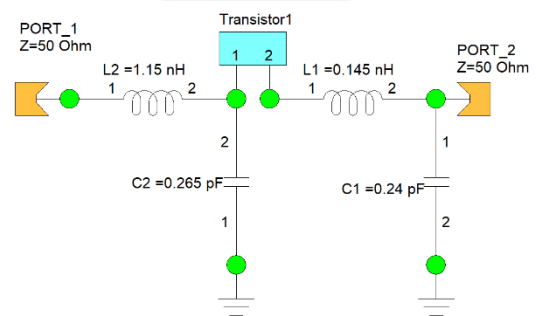 Transistor1
PORT_1
Z=50 Ohm
PORT_2
Z=50 Ohm
1 2
L2 =1.15 nH
L1 =0.145 nH
1 2
1 2
2
1
C2 =0.265 pF
C1 =0.24 pF
1
2